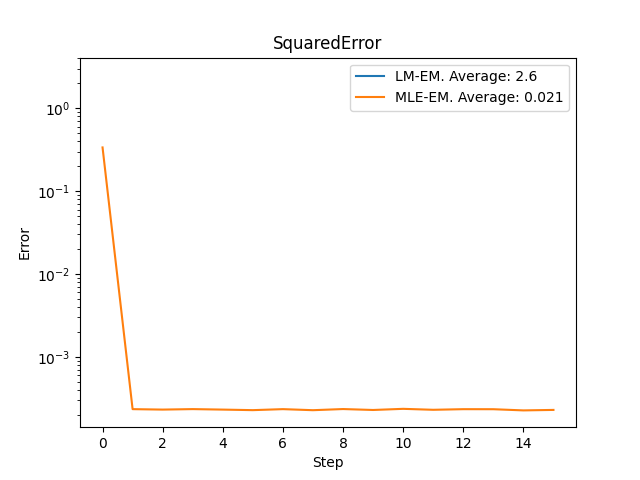 SquaredError
LM-EM. Average: 2.6
MLE-EM. Average: 0.021
Error
10⁰
10⁻¹
10⁻²
10⁻³
0 2 4 6 8 10 12 14
Step